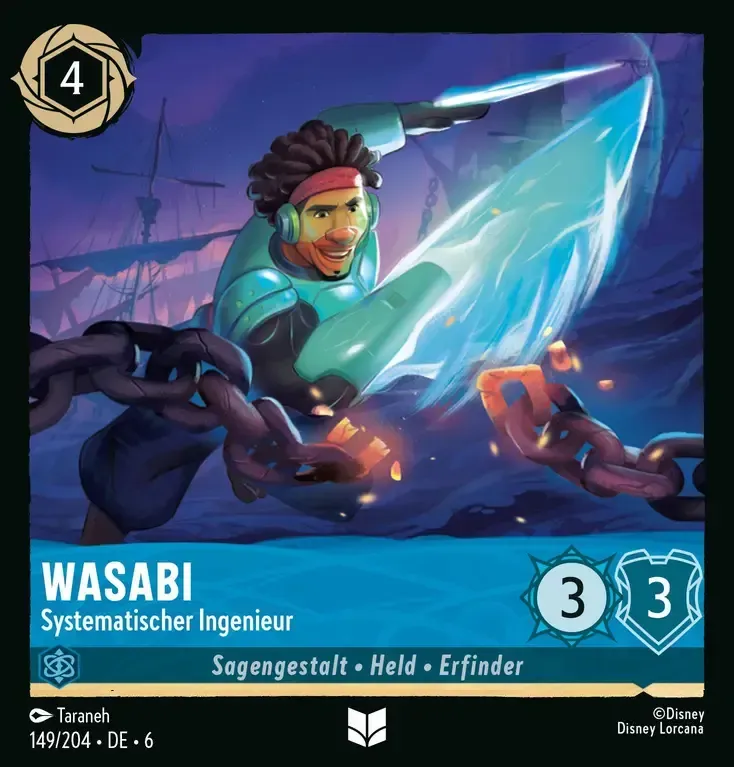 4
WASABI
Systematischer Ingenieur
3 3
Sagengestalt • Held • Erfinder
Taraneh
©Disney
149/204 • DE • 6
Disney Lorcana